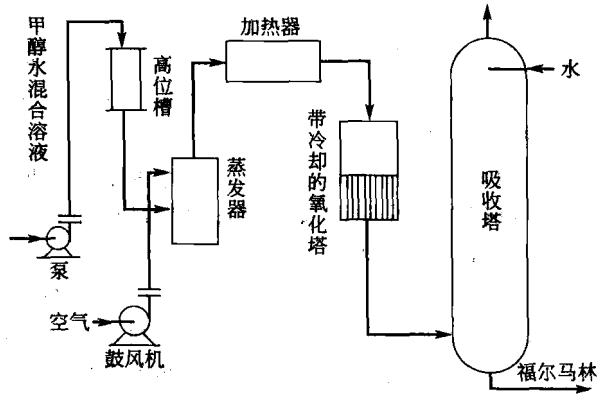 甲醇水混合溶液
高位槽
加热器
水
带冷却的氧化塔
蒸发器
吸收塔
泵
空气
鼓风机
福尔马林